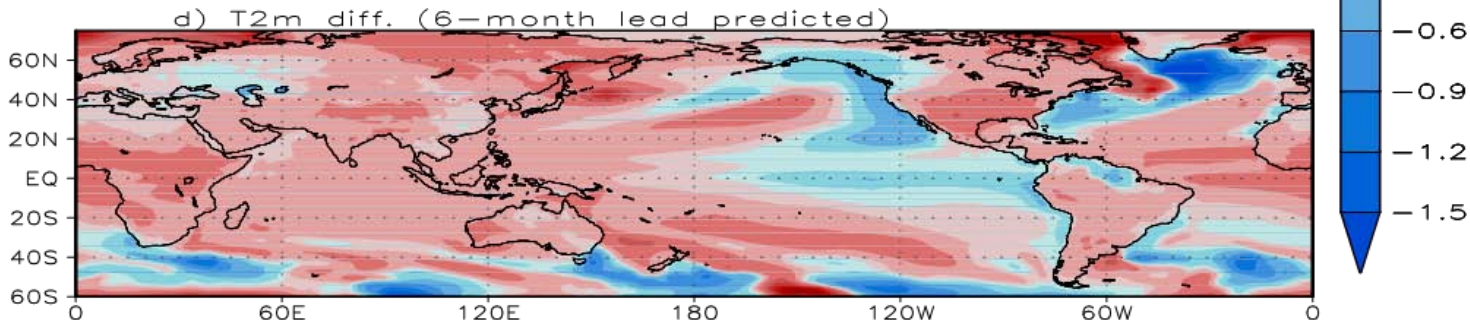 d) T2m diff. (6−month lead predicted)
60N
40N
20N
EQ
20S
40S
60S
0 60E 120E 180 120W 60W 0
−0.6
−0.9
−1.2
−1.5